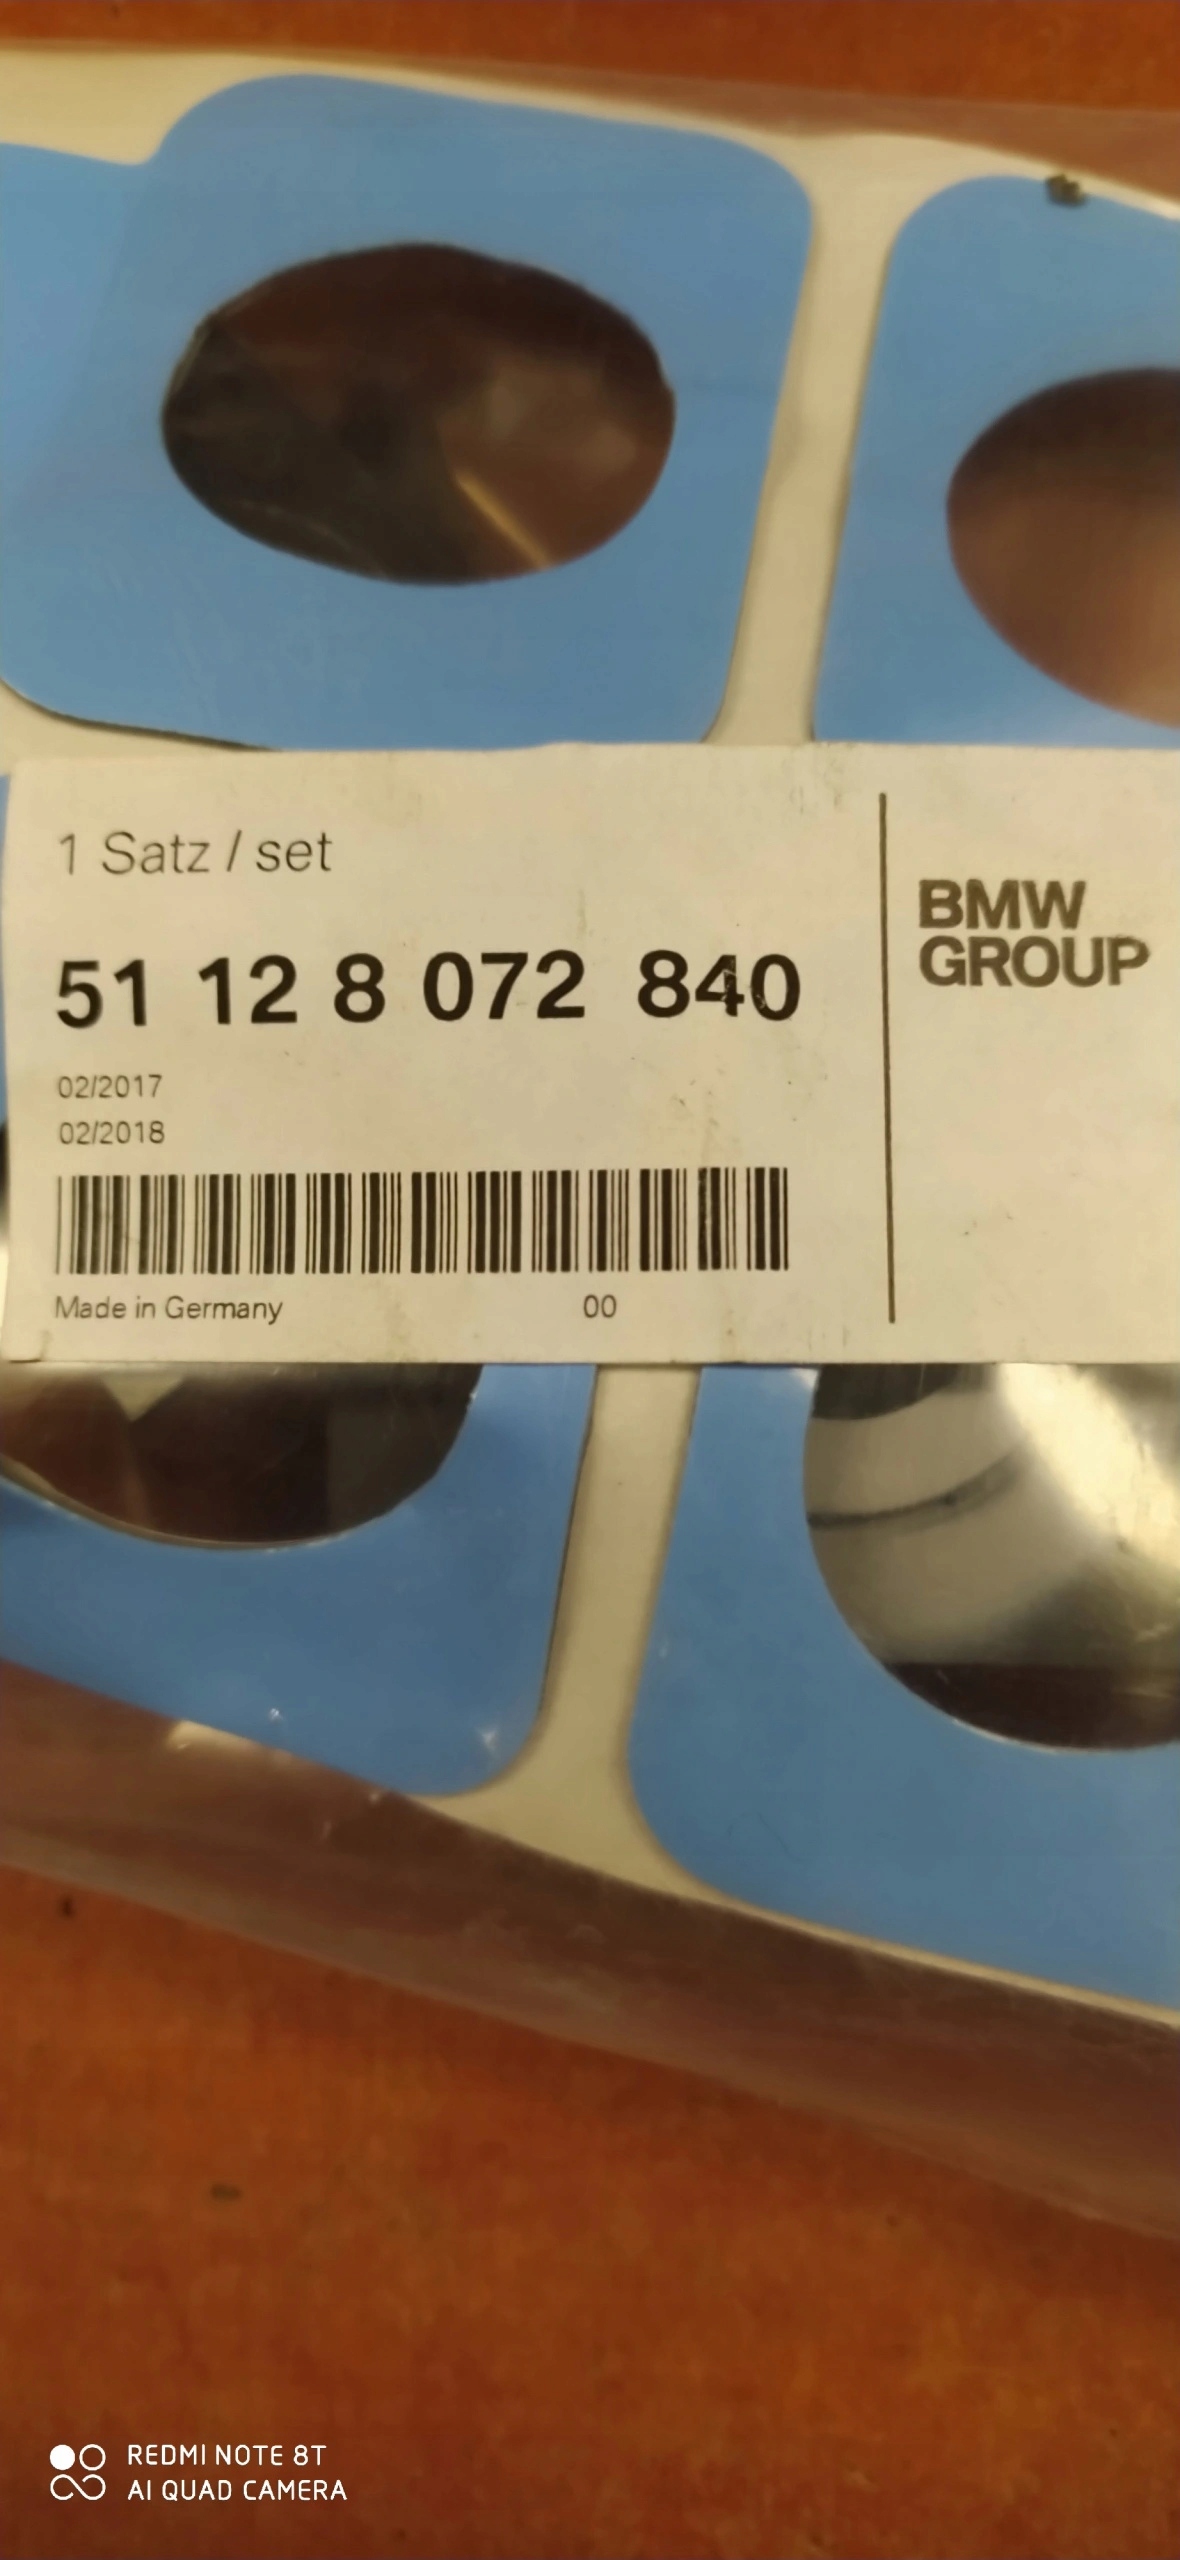 1 Satz / set
51 12 8 072 840
02/2017
02/2018
Made in Germany
00
BMW
GROUP
REDMI NOTE 8T
AI QUAD CAMERA